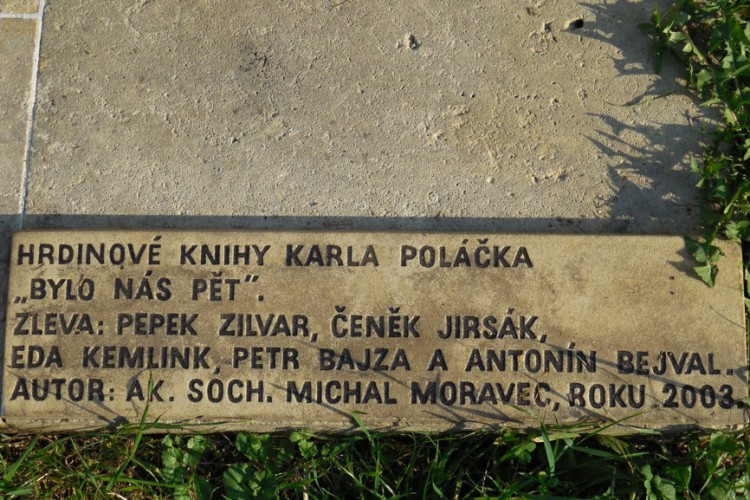 HRDINOVÉ KNIHY KARLA POLÁČKA
„BYLO NÁS PĚT“.
ZLEVA: PEPEK ZILVAR, ČENĚK JIRSÁK,
EDA KEMLINK, PETR BAJZA A ANTONÍN BEJVAL.
AUTOR: AK. SOCH. MICHAL MORAVEC, ROKU 2003.